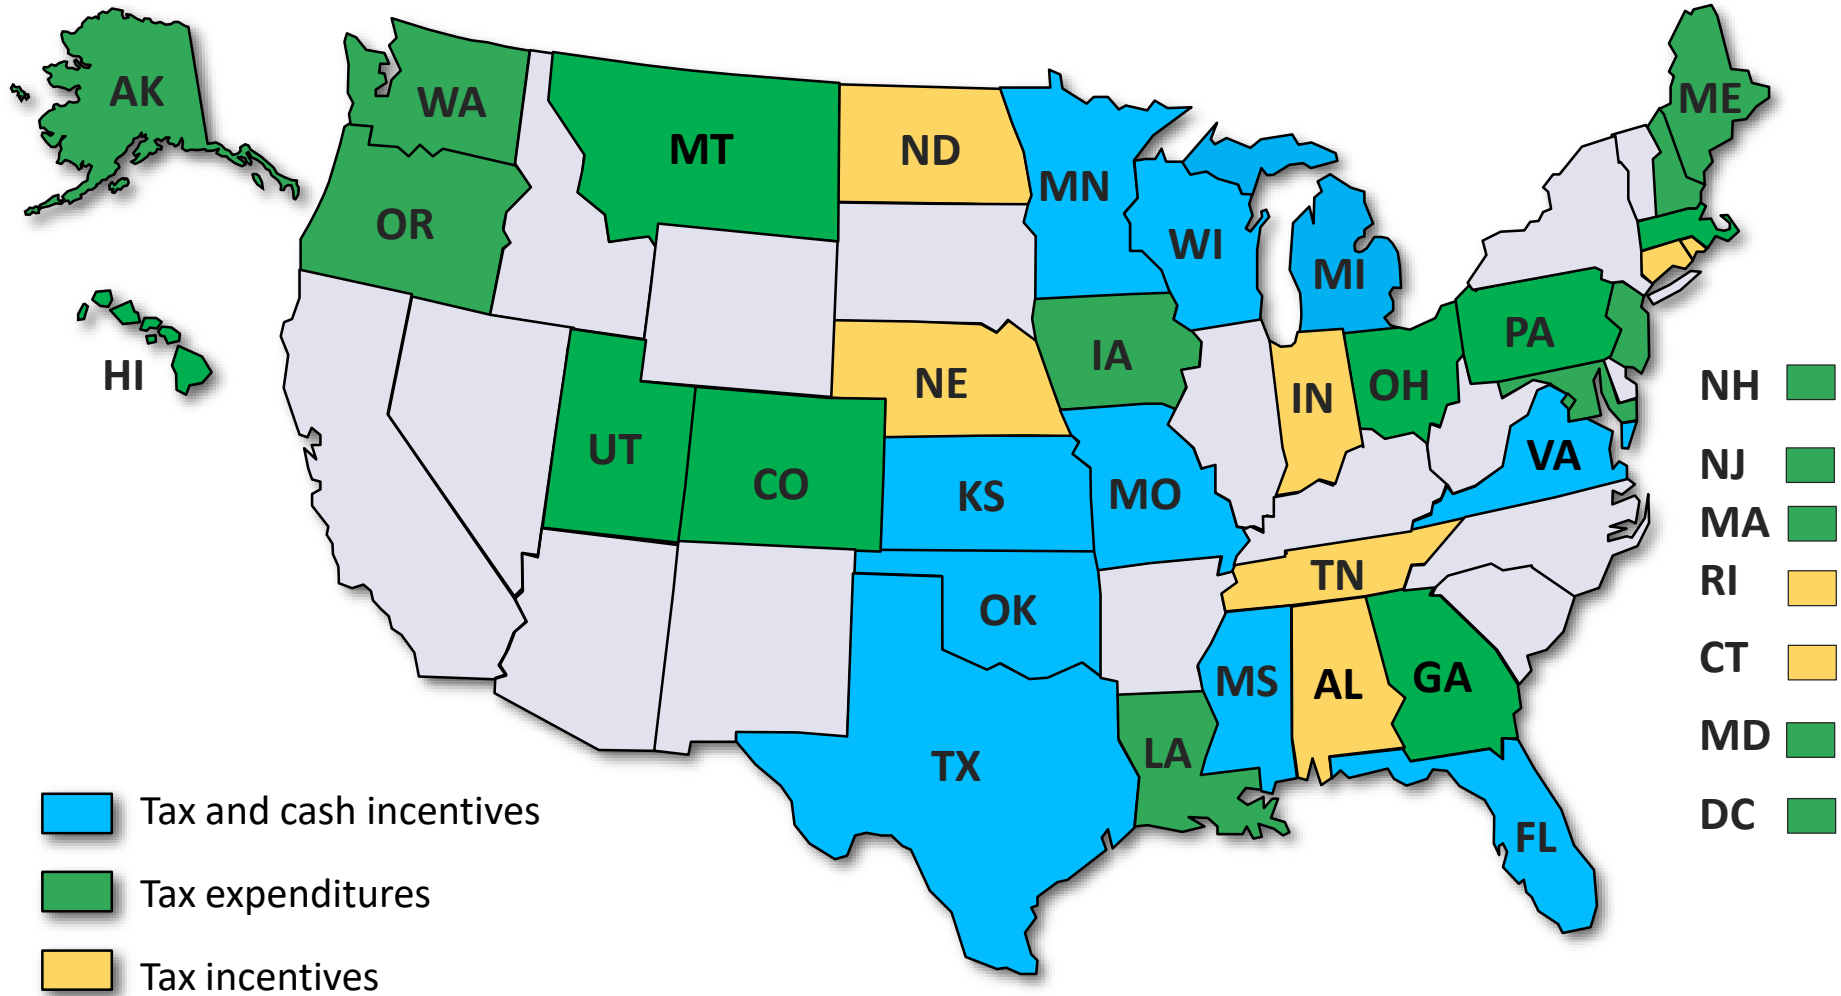 AK
WA
MT
ND
MN
ME
OR
WI
MI
HI
IA
PA
NE
IN
OH
NH
UT
CO
KS
MO
VA
NJ
MA
TN
RI
OK
CT
MS
AL
GA
TX
LA
MD
FL
DC
Tax and cash incentives
Tax expenditures
Tax incentives